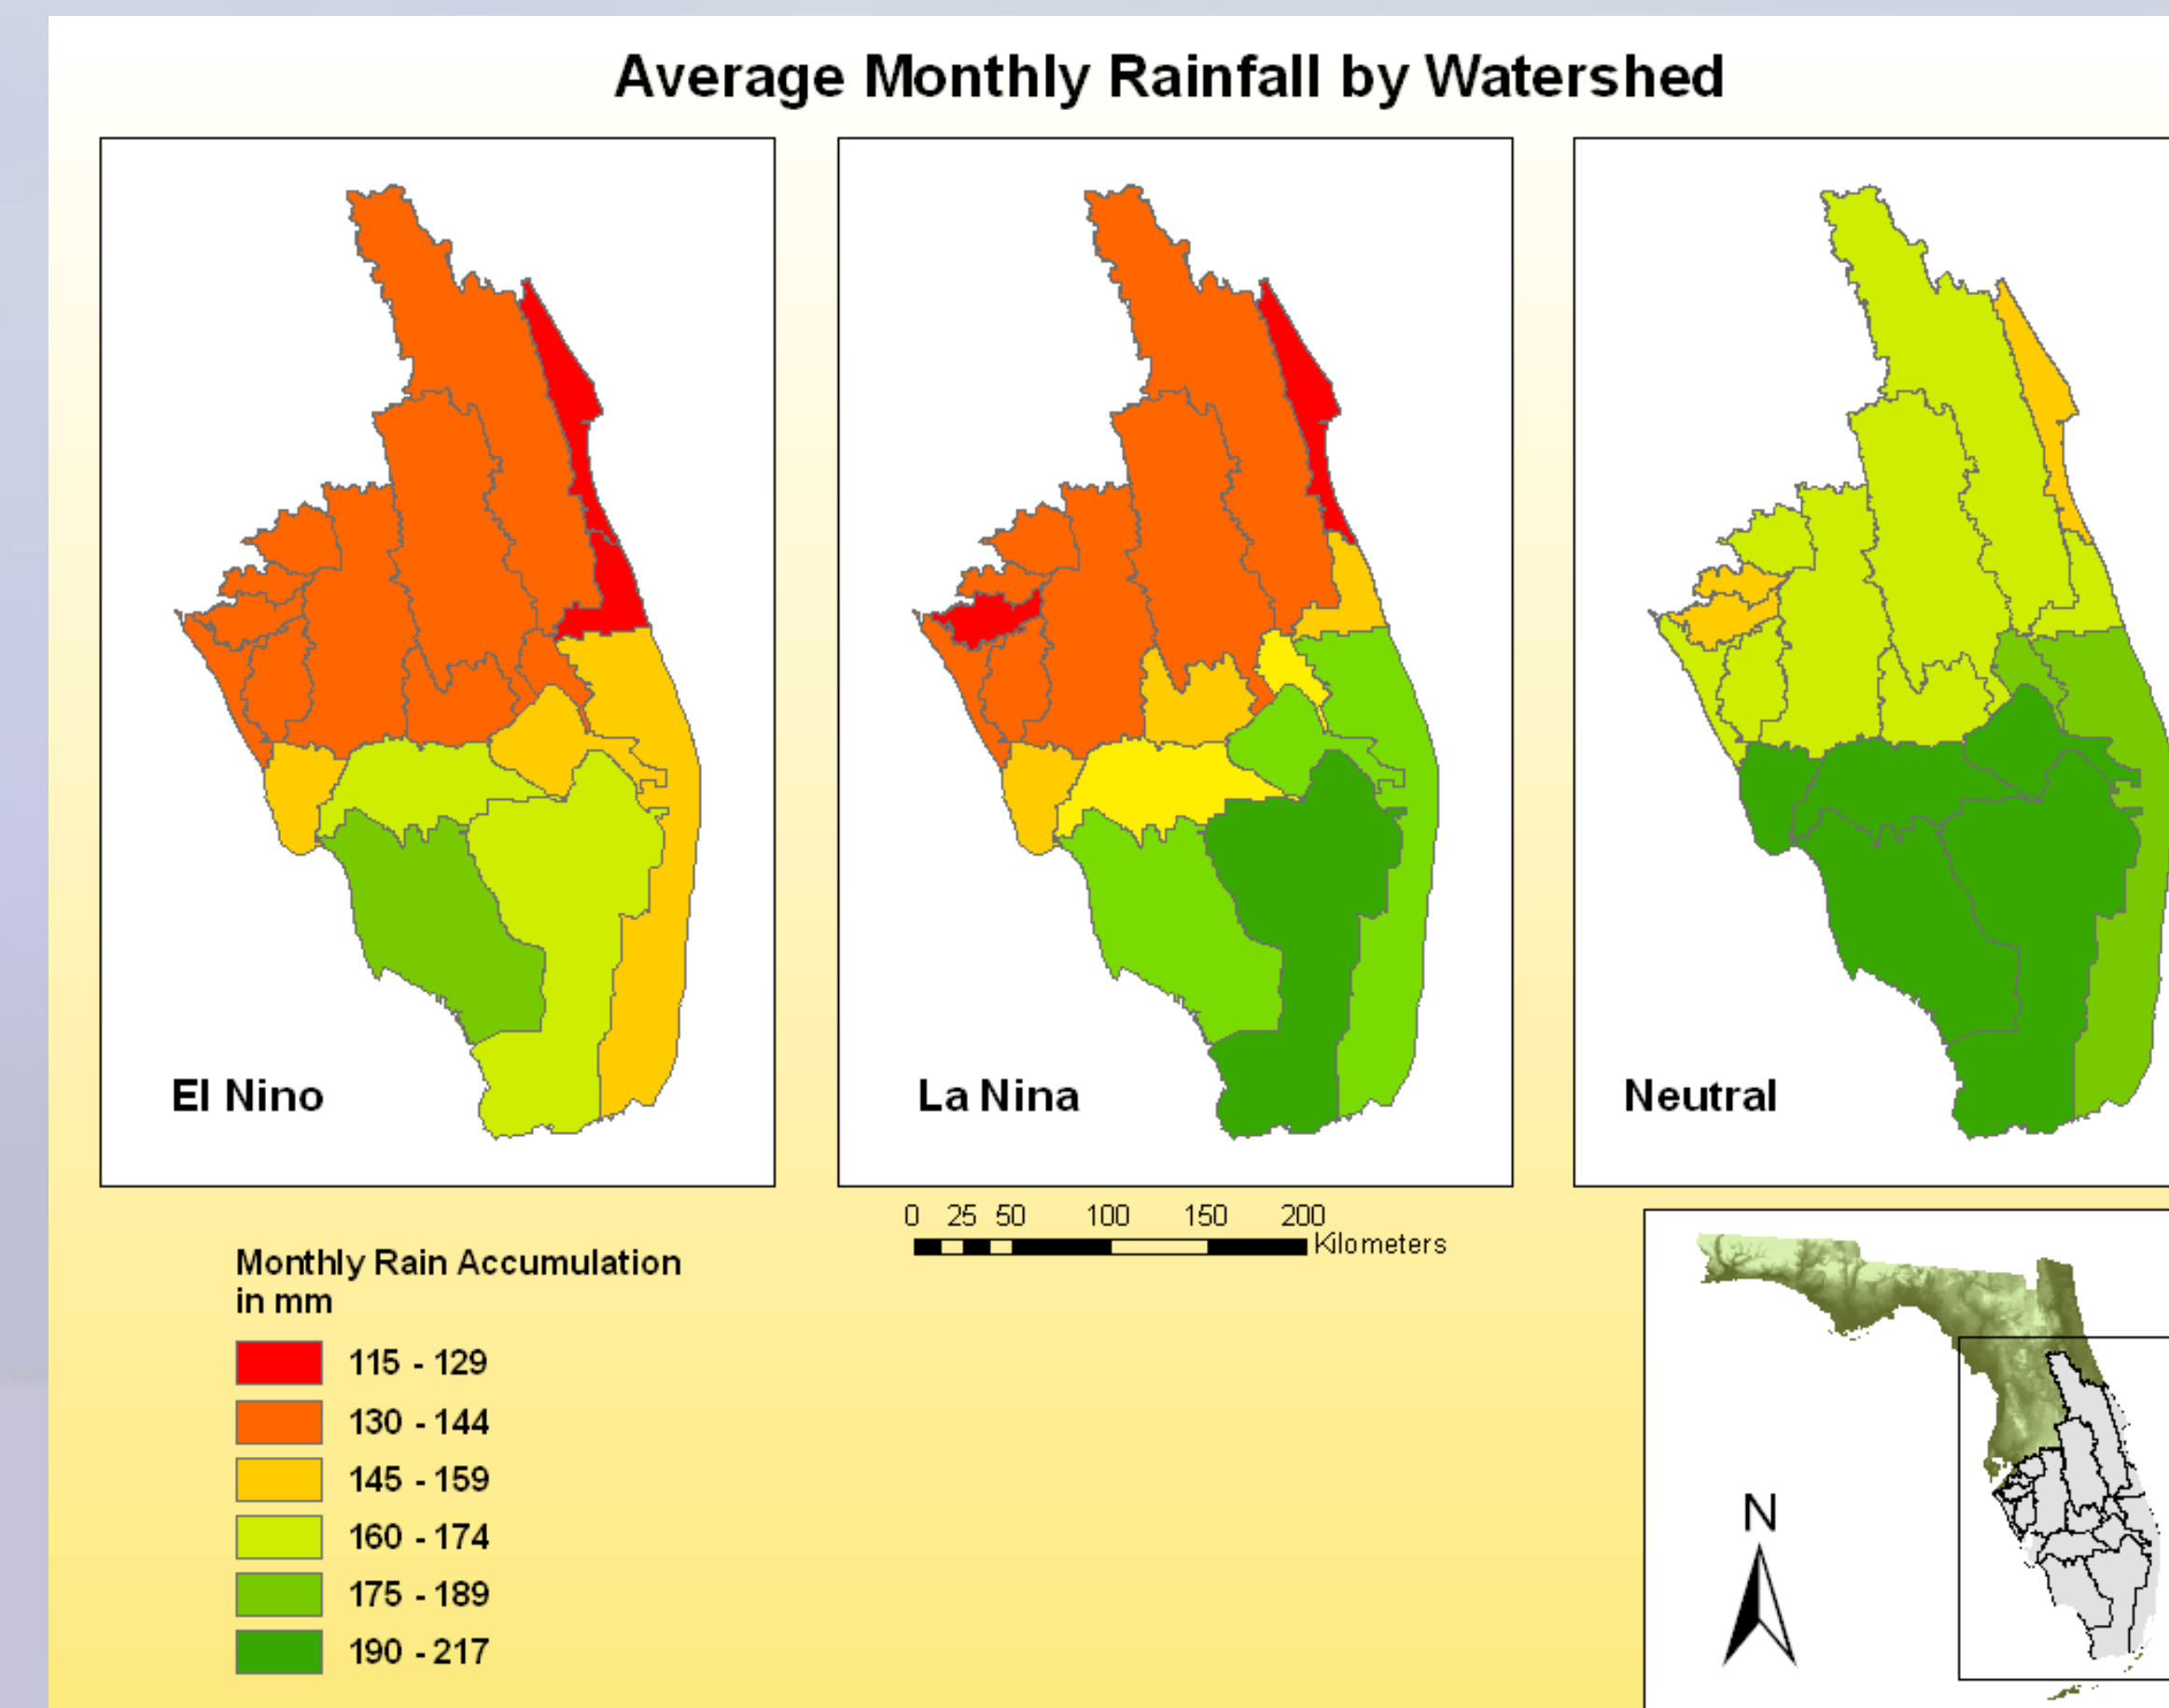 Average Monthly Rainfall by Watershed
El Nino
La Nina
Neutral
0 25 50 100 150 200
Kilometers
Monthly Rain Accumulation
in mm
115 - 129
130 - 144
145 - 159
160 - 174
175 - 189
190 - 217
N